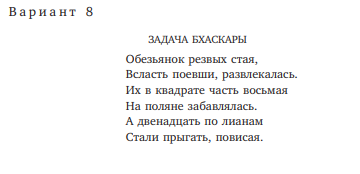 Вариант 8
ЗАДАЧА БХАСКАРЫ
Обезьянок резвых стая,
Всласть поевши, развлекалась.
Их в квадрате часть восьмая
На поляне забавлялась.
А двенадцать по лианам
Стали прыгать, повисая.